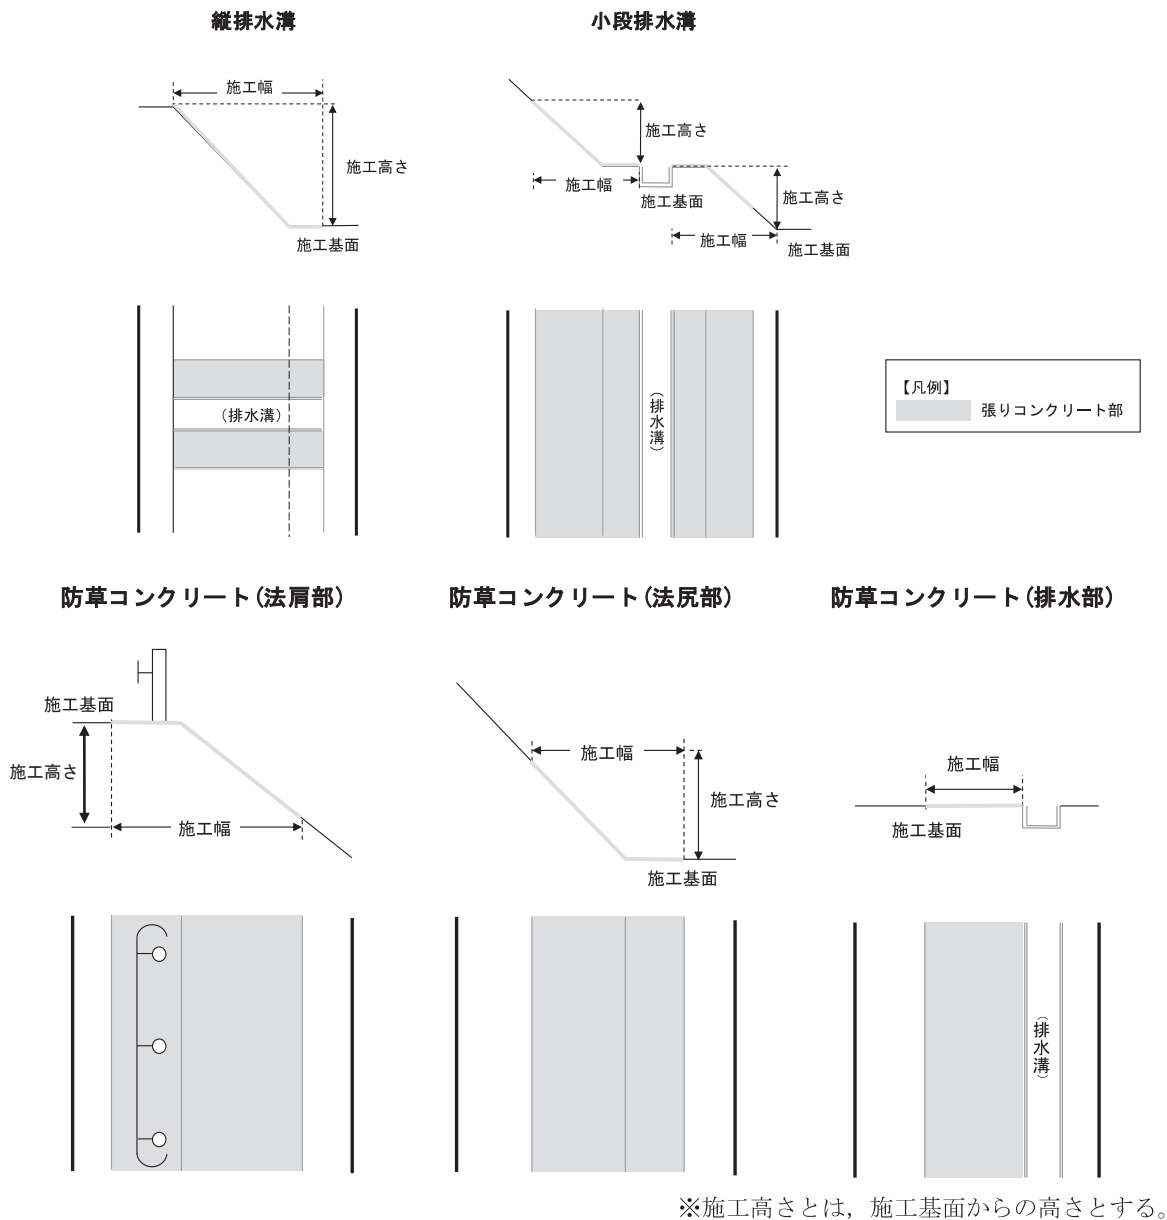 縦排水溝
小段排水溝
施工幅
施工高さ
施工基面
施工高さ
施工幅
施工基面
施工高さ
施工幅
施工基面
(排水溝)
(排水溝)
【凡例】
張りコンクリート部
防草コンクリート(法肩部)
防草コンクリート(法尻部)
防草コンクリート(排水部)
施工基面
施工高さ
施工幅
施工幅
施工高さ
施工基面
施工幅
施工基面
(排水溝)
※施工高さとは，施工基面からの高さとする。